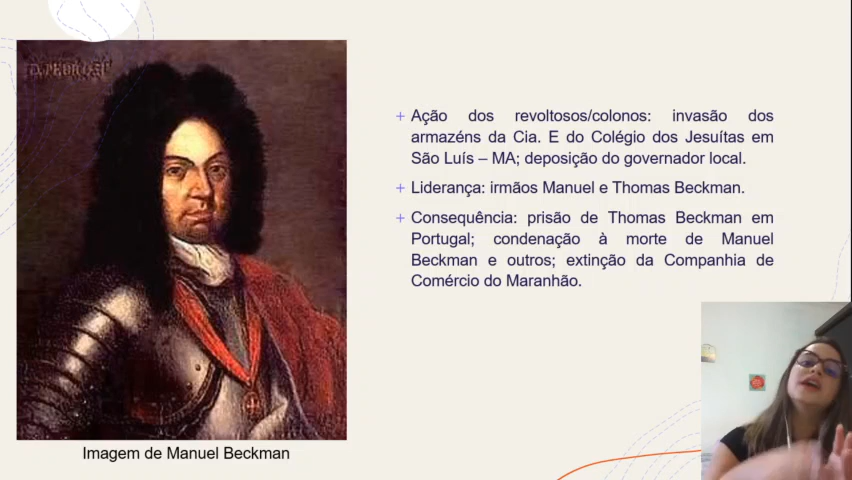 D. PEDRO. II
+ Ação dos revoltosos/colonos: invasão dos
armazéns da Cia. E do Colégio dos Jesuítas em
São Luís – MA; deposição do governador local.
+ Liderança: irmãos Manuel e Thomas Beckman.
+ Consequência: prisão de Thomas Beckman em
Portugal; condenação à morte de Manuel
Beckman e outros; extinção da Companhia de
Comércio do Maranhão.
Imagem de Manuel Beckman